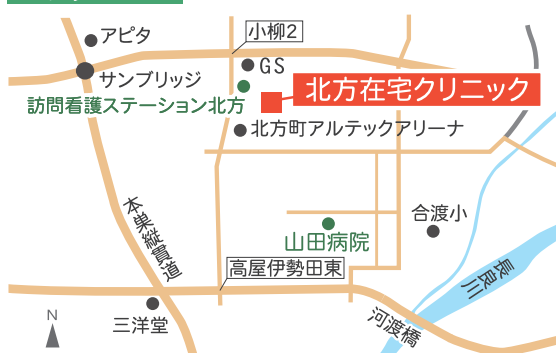 アピタ
小柳2
GS
サンブリッジ
北方在宅クリニック
訪問看護ステーション北方
北方町アルテックアリーナ
本巣縦貫道
合渡小
山田病院
高屋伊勢田東
長良川
N
三洋堂
河渡橋